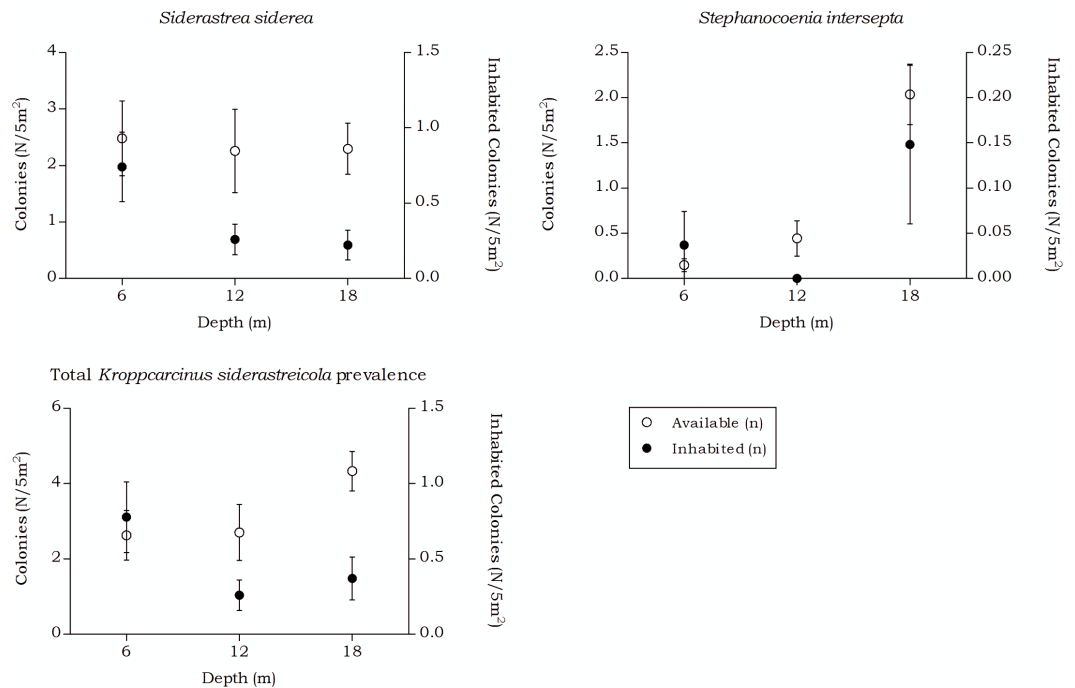 Siderastrea siderea
Colonies (N/5m²)
4
3
2
1
0
1.5
1.0
0.5
0.0
Inhabited Colonies (N/5m²)
6 12 18
Depth (m)
Stephanocoenia intersepta
Colonies (N/5m²)
2.5
2.0
1.5
1.0
0.5
0.0
0.25
0.20
0.15
0.10
0.05
0.00
Inhabited Colonies (N/5m²)
6 12 18
Depth (m)
Total Kroppcarcinus siderastreicola prevalence
Colonies (N/5m²)
6
4
2
0
1.5
1.0
0.5
0.0
Inhabited Colonies (N/5m²)
6 12 18
Depth (m)
Available (n)
Inhabited (n)